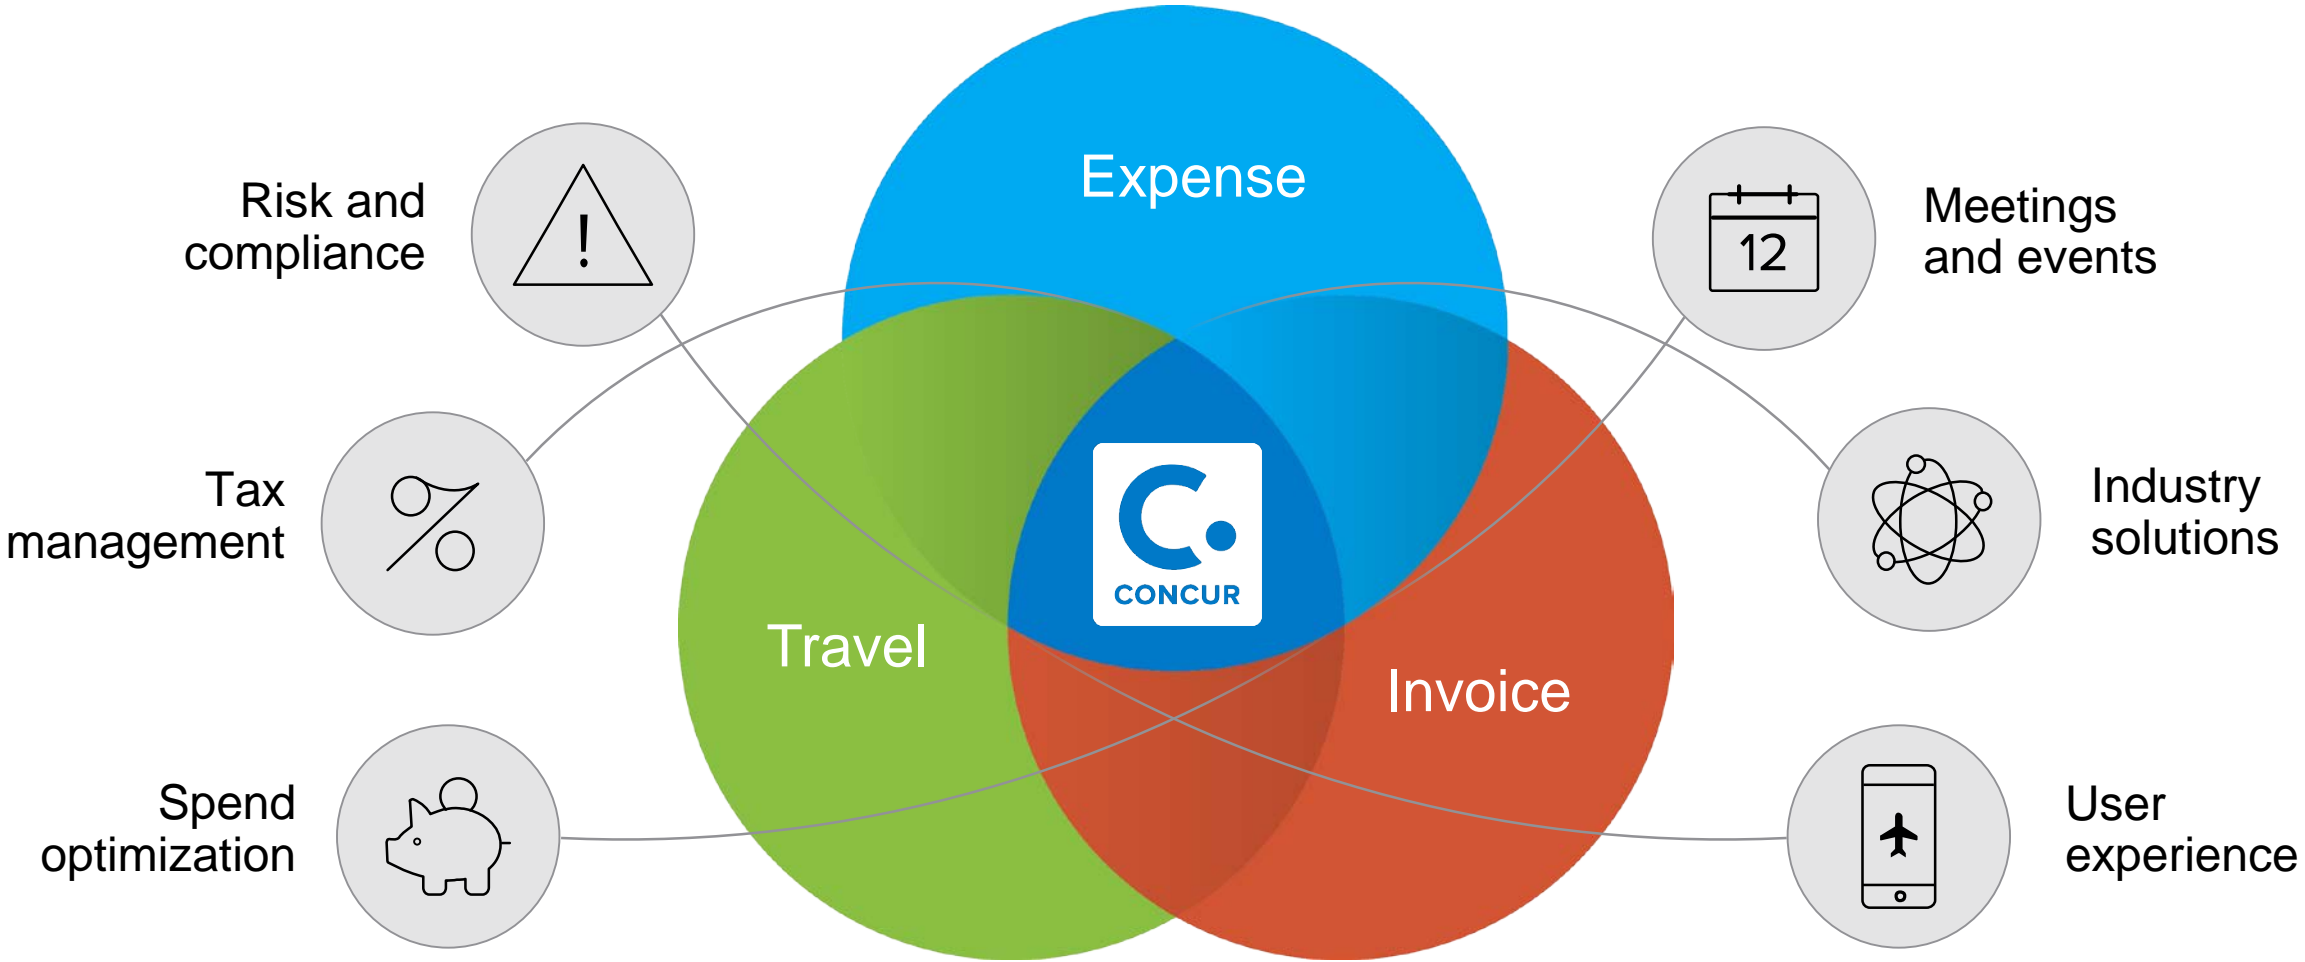 Expense
Risk and
compliance
!
Meetings
and events
12
Tax
management
Industry
solutions
CONCUR
Travel
Invoice
Spend
optimization
User
experience